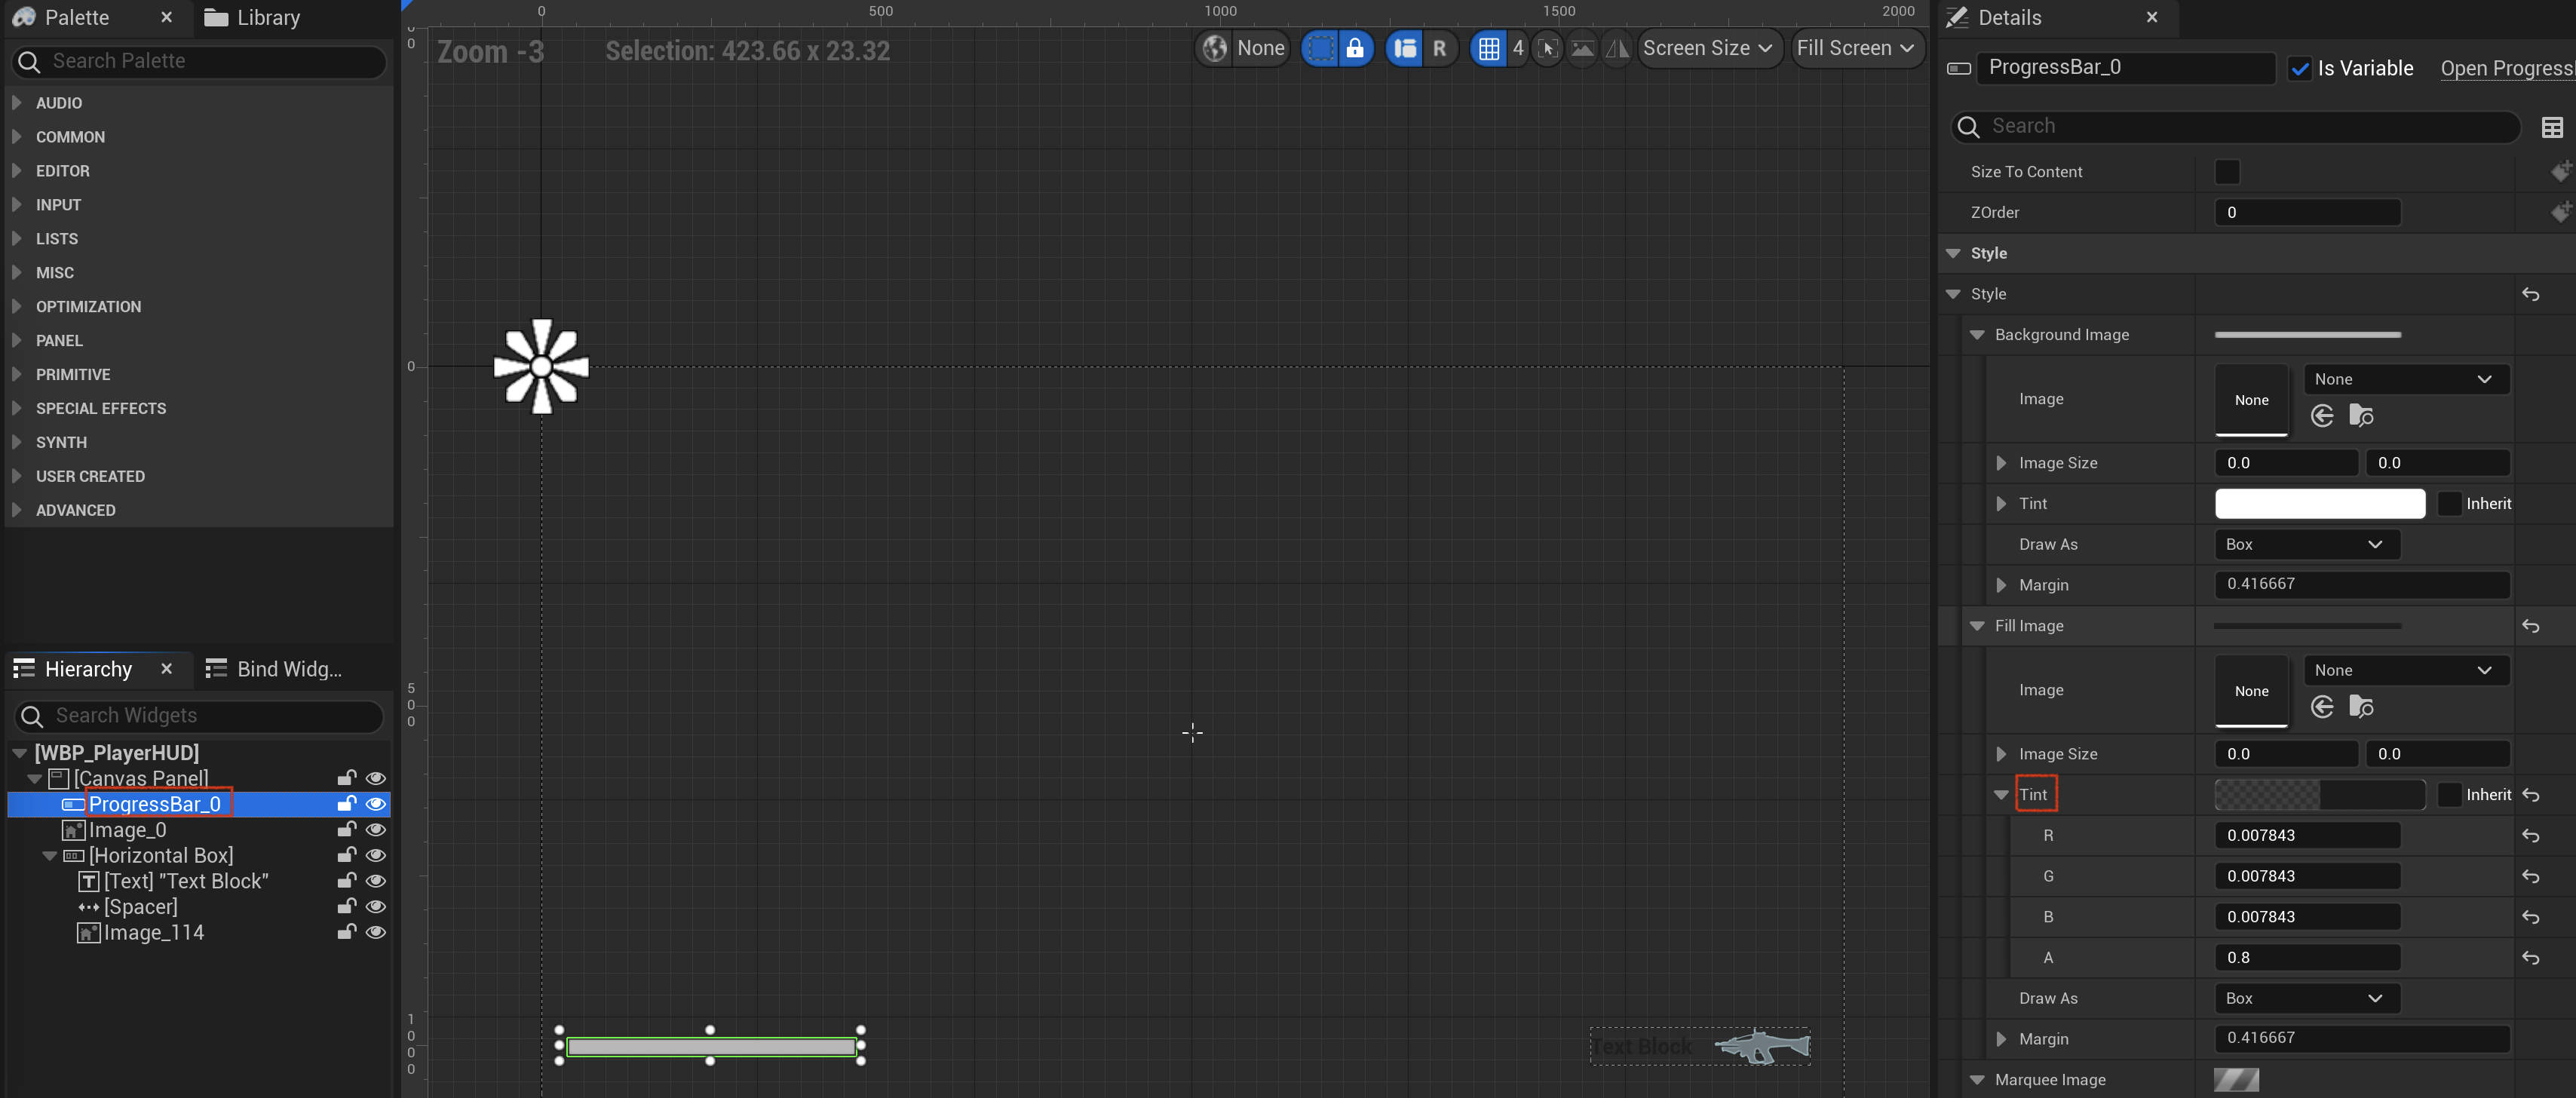 Palette
Library
Search Palette
AUDIO
COMMON
EDITOR
INPUT
LISTS
MISC
OPTIMIZATION
PANEL
PRIMITIVE
SPECIAL EFFECTS
SYNTH
USER CREATED
ADVANCED
Hierarchy
Bind Widg...
Search Widgets
[WBP_PlayerHUD]
[Canvas Panel]
ProgressBar_0
Image_0
[Horizontal Box]
[Text] "Text Block"
[Spacer]
Image_114
0
500
1000
1500
2000
Zoom -3
Selection: 423.66 x 23.32
None
R
4
Screen Size
Fill Screen
0
0
500
1000
Text Block
Details
ProgressBar_0
Is Variable
Open Progress
Search
Size To Content
ZOrder
0
Style
Style
Background Image
Image
None
None
Image Size
0.0
0.0
Tint
Inherit
Draw As
Box
Margin
0.416667
Fill Image
Image
None
None
Image Size
0.0
0.0
Tint
Inherit
R
0.007843
G
0.007843
B
0.007843
A
0.8
Draw As
Box
Margin
0.416667
Marquee Image